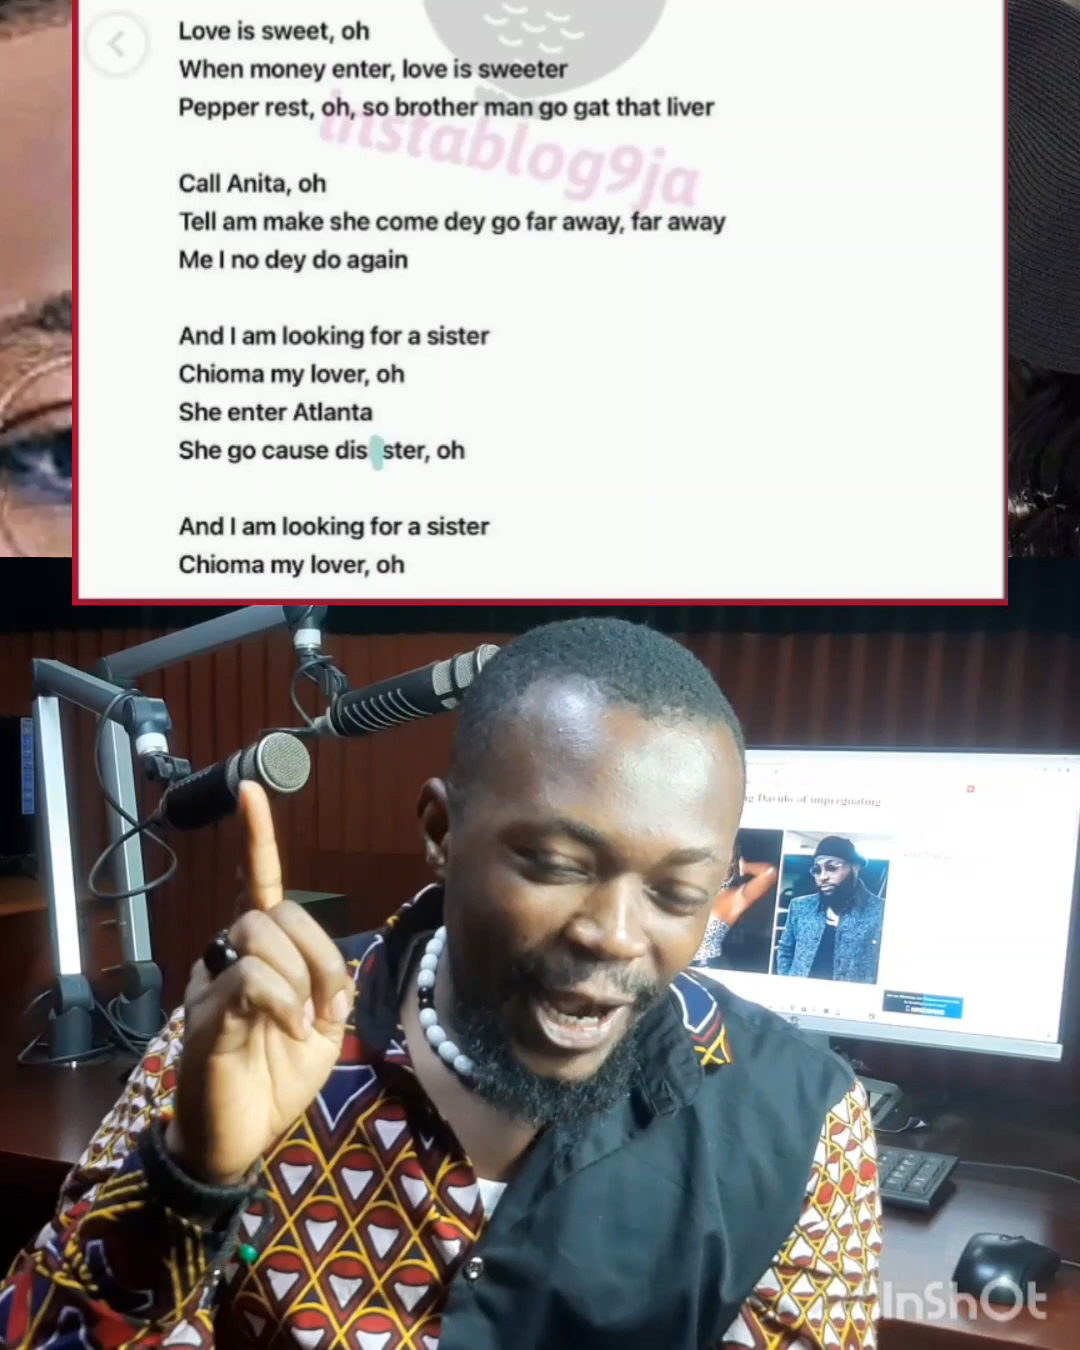 Love is sweet, oh
When money enter, love is sweeter
Pepper rest, oh, so brother man go gat that liver
instablog9ja
Call Anita, oh
Tell am make she come dey go far away, far away
Me I no dey do again
And I am looking for a sister
Chioma my lover, oh
She enter Atlanta
She go cause dis ster, oh
And I am looking for a sister
Chioma my lover, oh
Davido of impregnating
InShOt